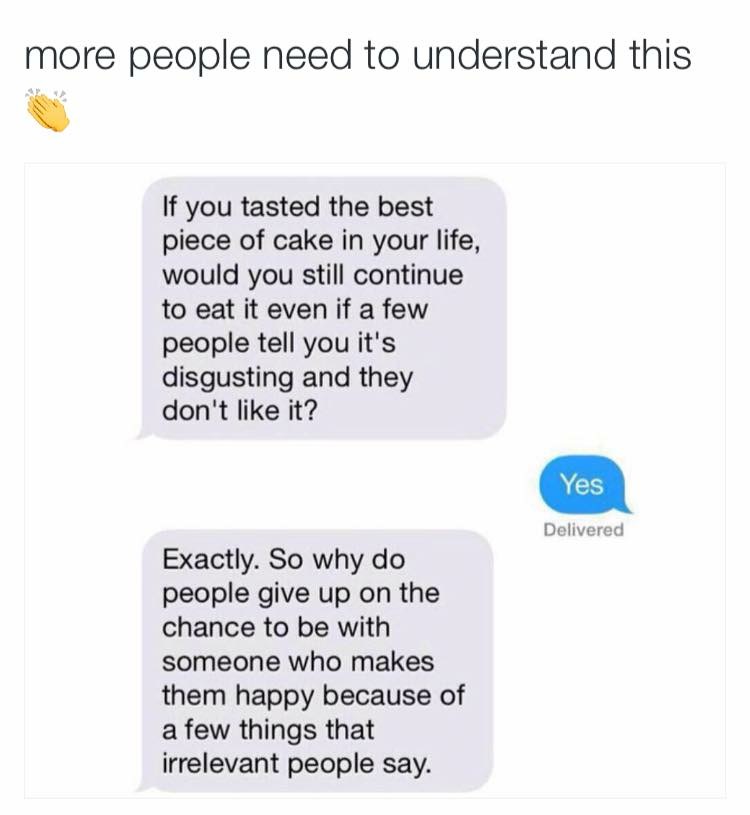 more people need to understand this
👏
If you tasted the best
piece of cake in your life,
would you still continue
to eat it even if a few
people tell you it's
disgusting and they
don't like it?
Yes
Delivered
Exactly. So why do
people give up on the
chance to be with
someone who makes
them happy because of
a few things that
irrelevant people say.